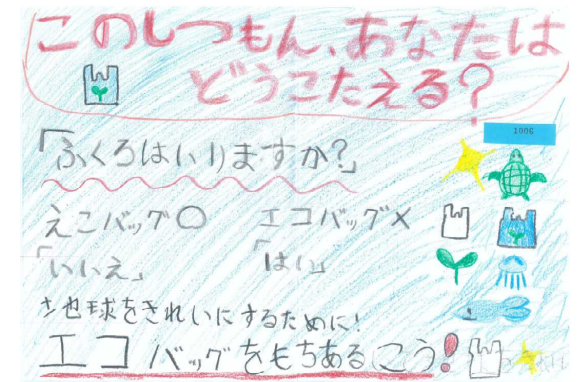 このしつもん、あなたは
どうこたえる?
1006
「ふくろはいりますか?」
えこバッグ○ エコバッグ×
「いいえ」 「はい」
地球をきれいにするために!
エコバッグをもちあるこう!